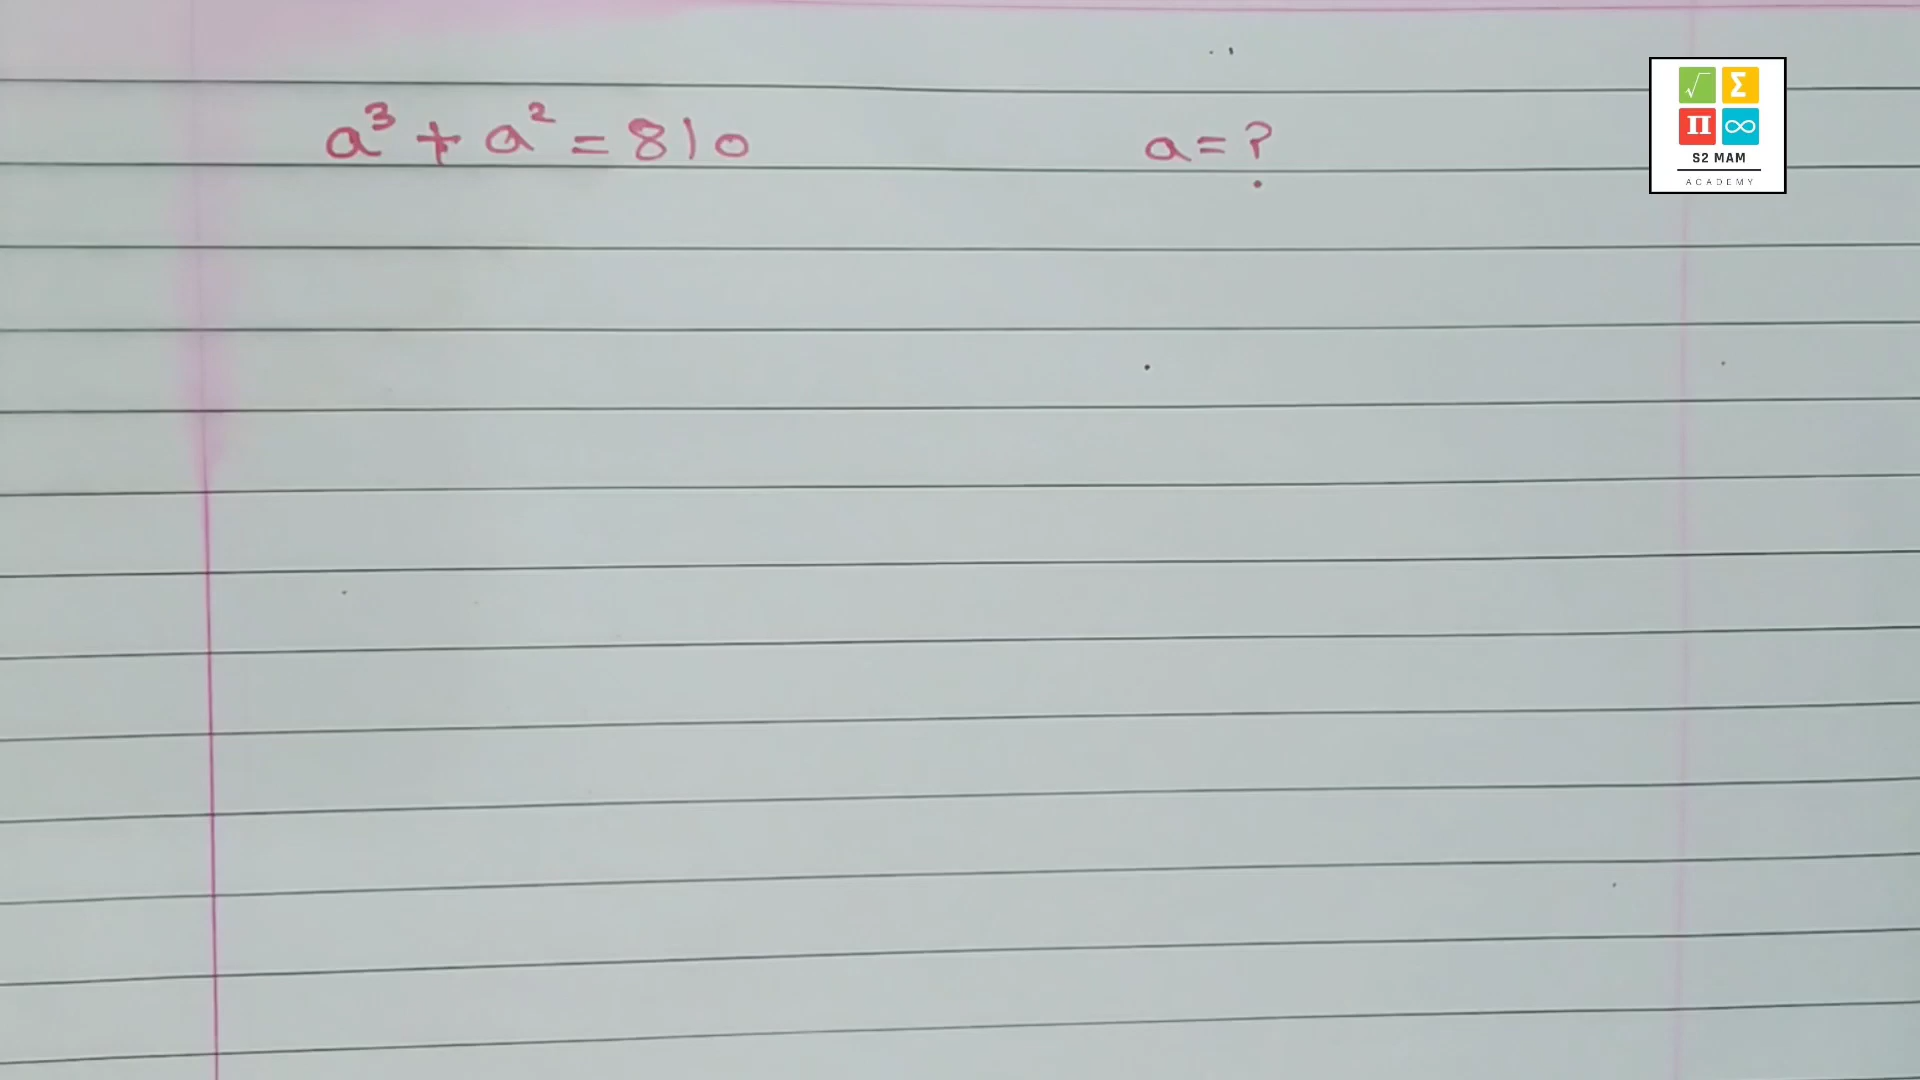 a³ + a² = 810 a = ?
√ Σ
π ∞
S2 MAM
ACADEMY